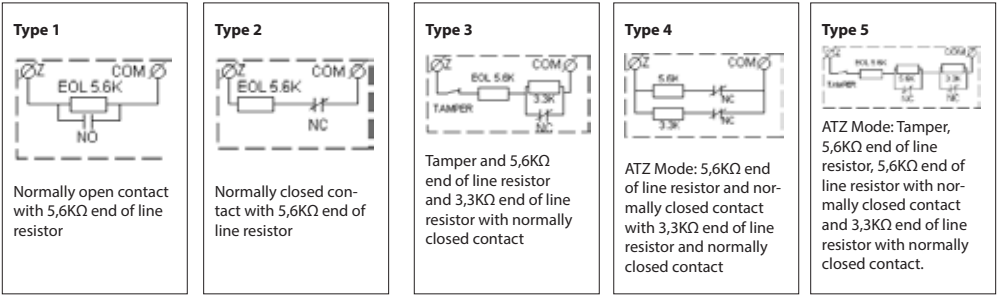 Type 1
Z COM
EOL 5.6K
NO
Normally open contact
with 5,6KΩ end of line
resistor
Type 2
Z COM
EOL 5.6K
NC
Normally closed con-
tact with 5,6KΩ end of
line resistor
Type 3
Z COM
EOL 5.6K
TAMPER
3.3K
NC
Tamper and 5,6KΩ
end of line resistor
and 3,3KΩ end of line
resistor with normally
closed contact
Type 4
Z COM
5.6K
NC
3.3K
NC
ATZ Mode: 5,6KΩ end
of line resistor and nor-
mally closed contact
with 3,3KΩ end of line
resistor and normally
closed contact
Type 5
Z COM
EOL 5.6K
TAMPER
5.6K
3.3K
NC NC
ATZ Mode: Tamper,
5,6KΩ end of line
resistor, 5,6KΩ end of
line resistor with nor-
mally closed contact
and 3,3KΩ end of line
resistor with normally
closed contact.